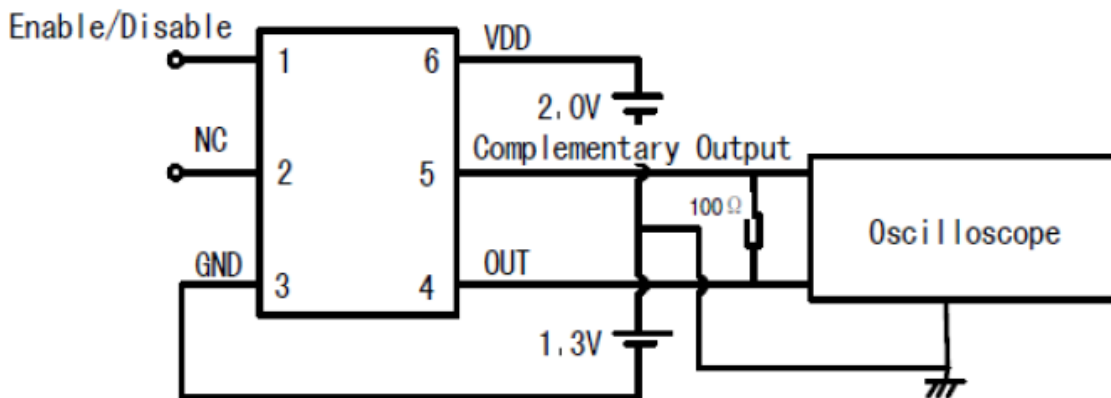 Enable/Disable
1
6
VDD
2.0V
NC
2
5
Complementary Output
100Ω
Oscilloscope
GND
3
4
OUT
1.3V